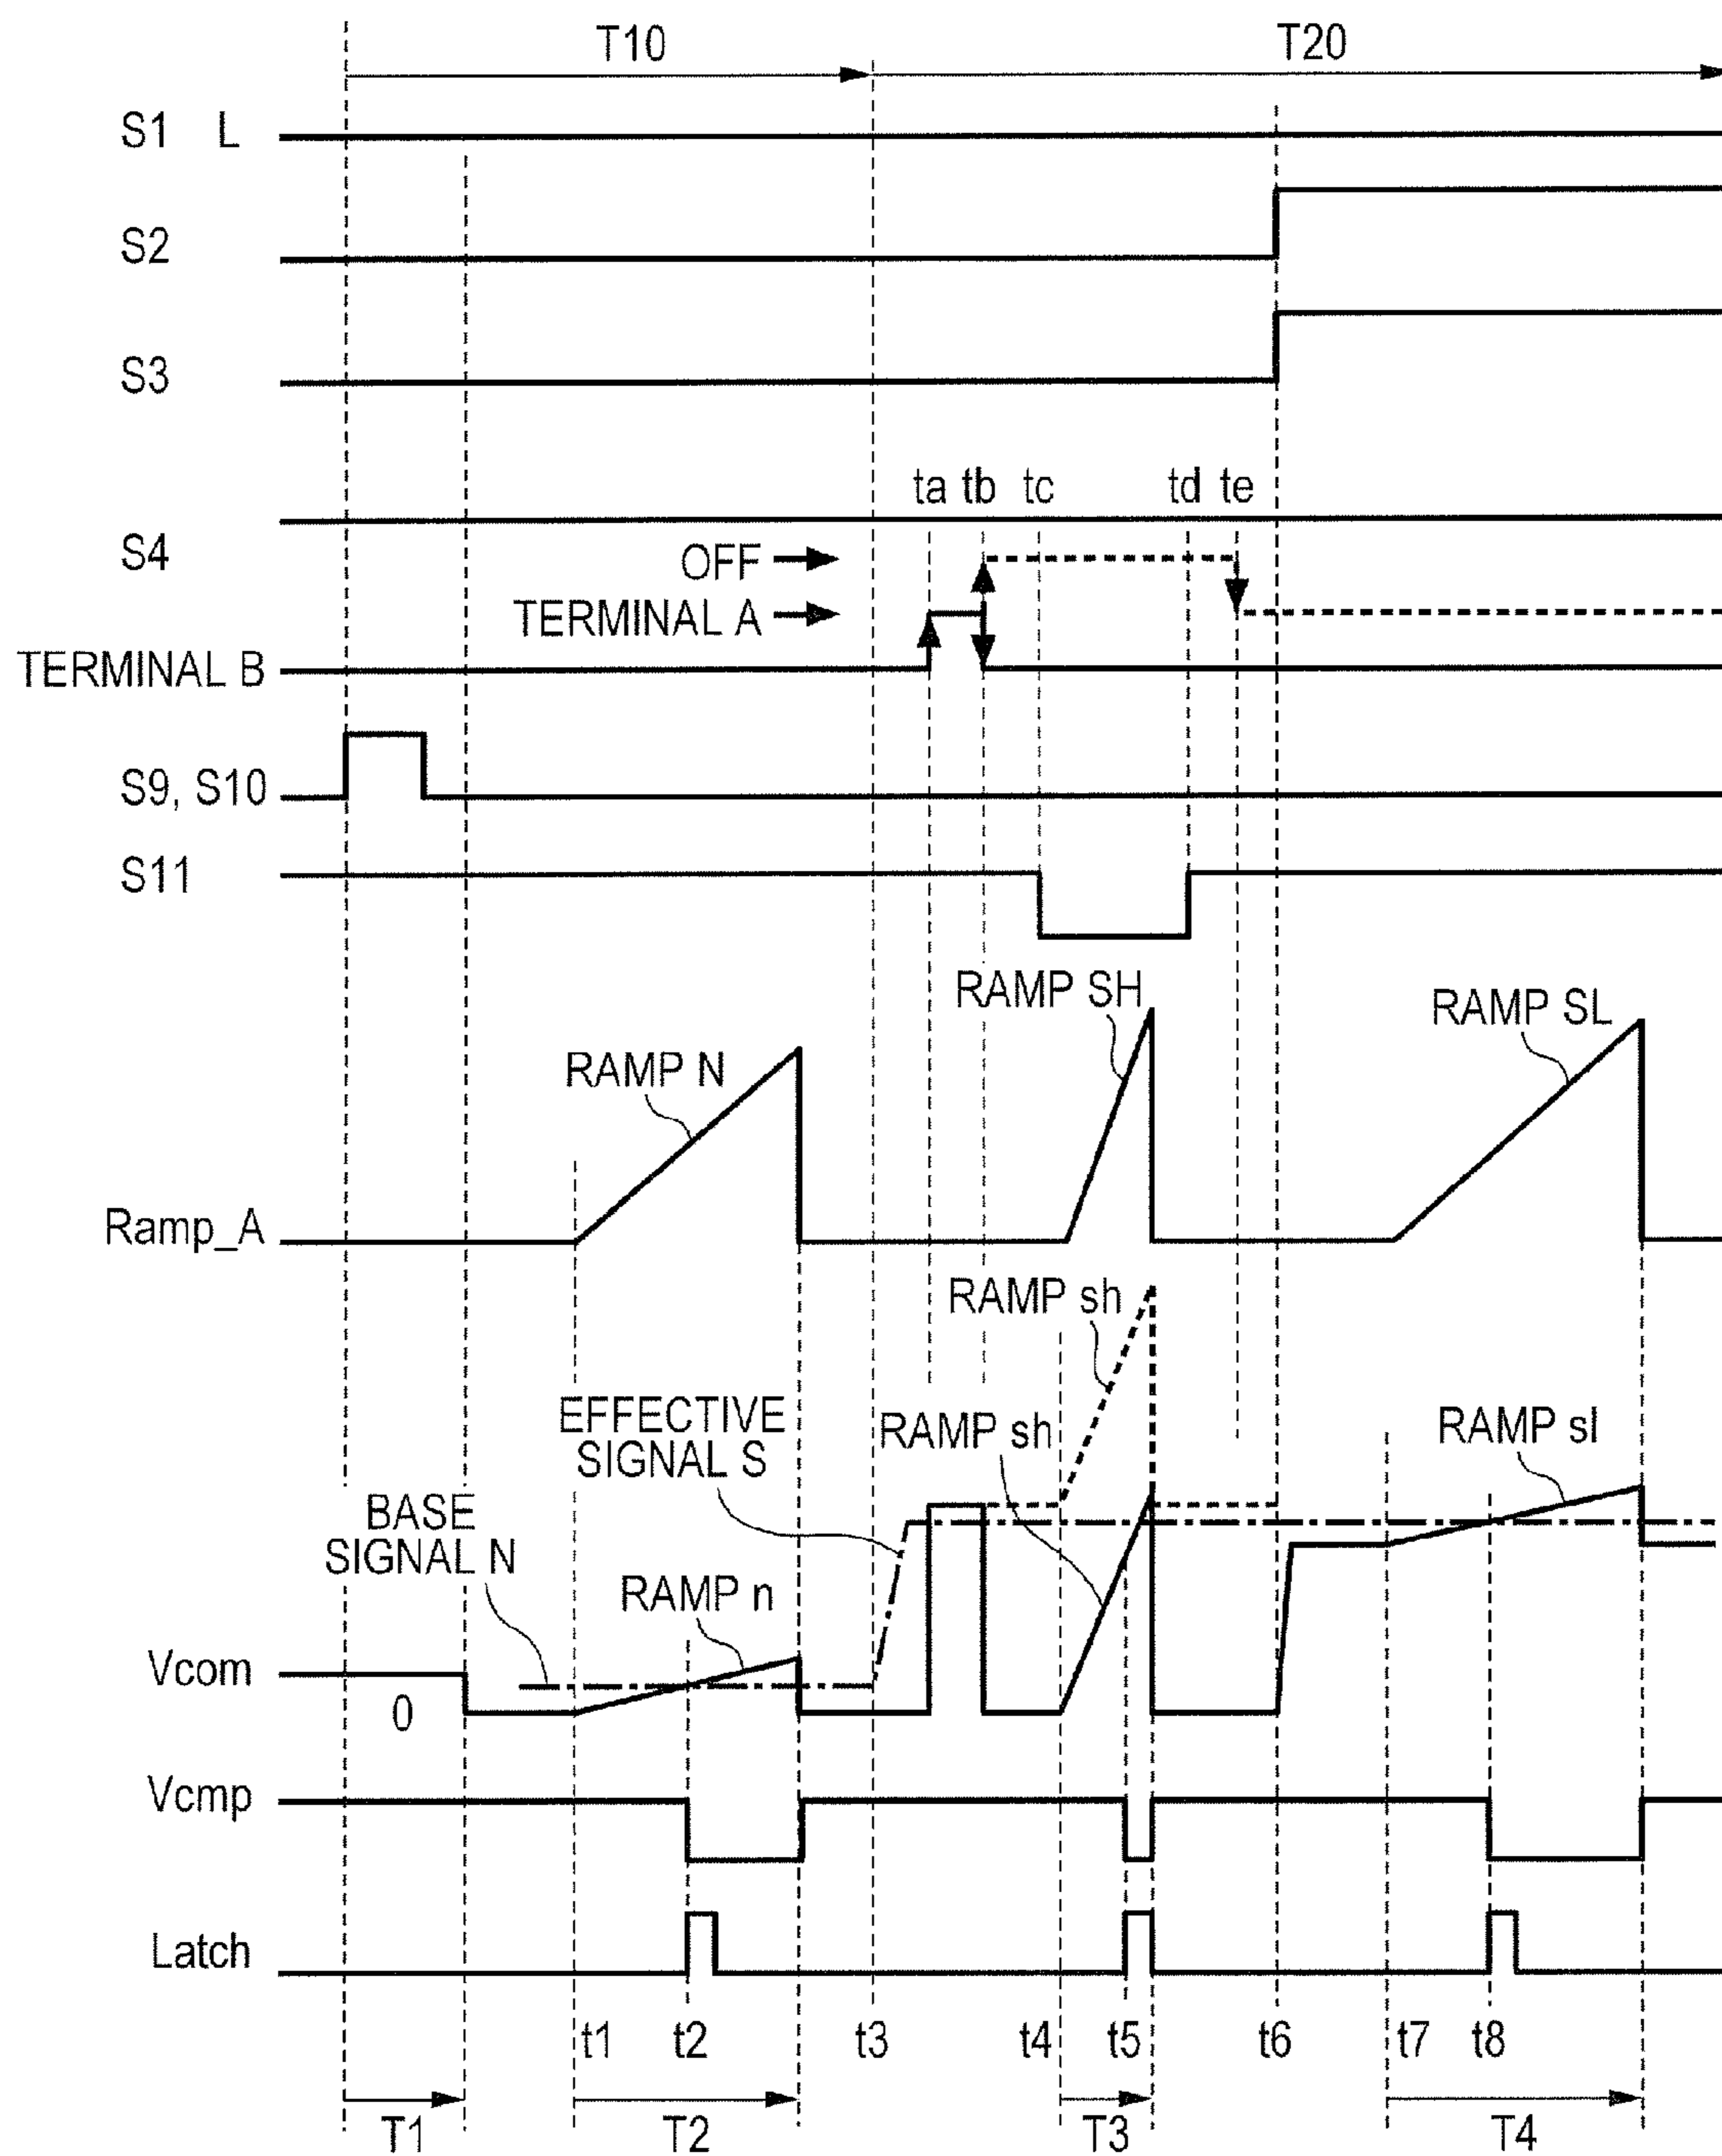 T10 T20
S1 L
S2
S3
ta tb tc td te
S4
OFF
TERMINAL A
TERMINAL B
S9, S10
S11
RAMP SH
RAMP SL
RAMP N
Ramp_A
RAMP sh
EFFECTIVE
SIGNAL S
RAMP sh
RAMP sl
BASE
SIGNAL N
RAMP n
Vcom
0
Vcmp
Latch
t1 t2 t3 t4 t5 t6 t7 t8
T1 T2 T3 T4